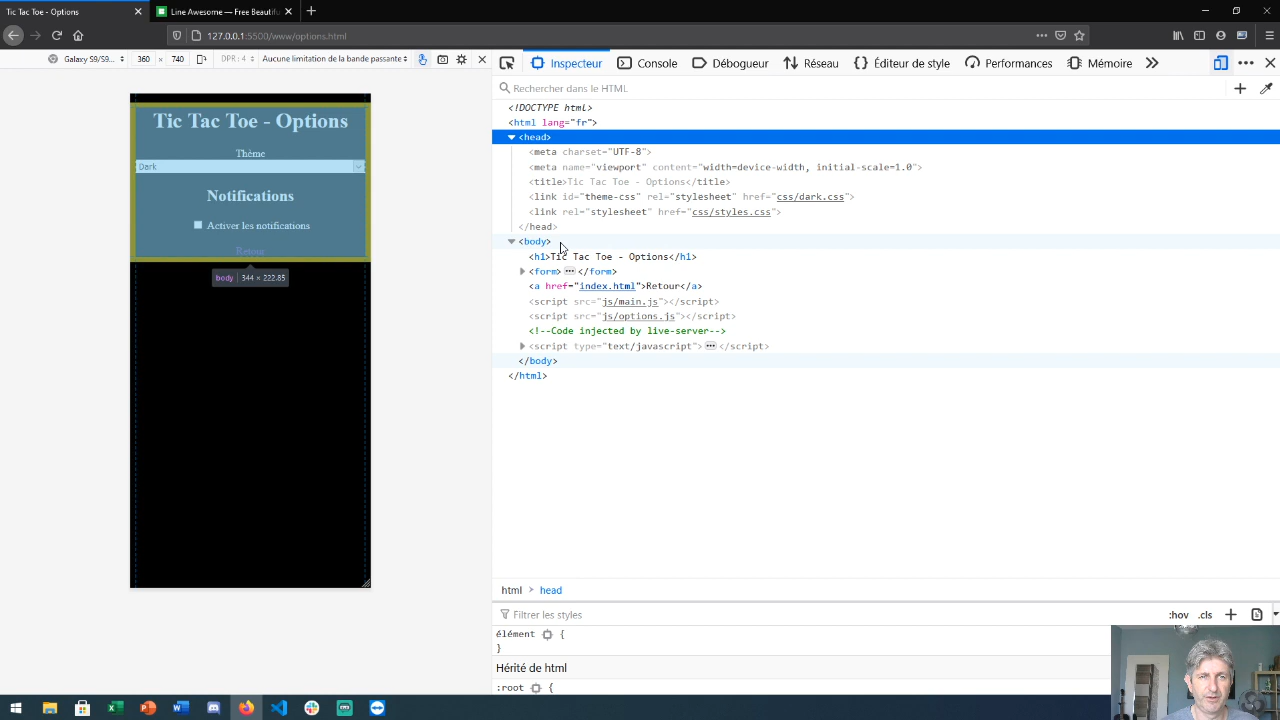 Tic Tac Toe - Options
Line Awesome — Free Beautifu
127.0.0.1:5500/www/options.html
Galaxy S9/S9... 360 × 740 DPR : 4 Aucune limitation de la bande passante
Inspecteur Console Débogueur Réseau Éditeur de style Performances Mémoire
Rechercher dans le HTML
Tic Tac Toe - Options
Thème
Dark
Notifications
Activer les notifications
Retour
body 344 × 222.85
<!DOCTYPE html>
<html lang="fr">
<head>
<meta charset="UTF-8">
<meta name="viewport" content="width=device-width, initial-scale=1.0">
<title>Tic Tac Toe - Options</title>
<link id="theme-css" rel="stylesheet" href="css/dark.css">
<link rel="stylesheet" href="css/styles.css">
</head>
<body>
<h1>Tic Tac Toe - Options</h1>
<form> ... </form>
<a href="index.html">Retour</a>
<script src="js/main.js"></script>
<script src="js/options.js"></script>
<!--Code injected by live-server-->
<script type="text/javascript"> ... </script>
</body>
</html>
html > head
Filtrer les styles
:hov .cls
élément {
}
Hérité de html
:root {